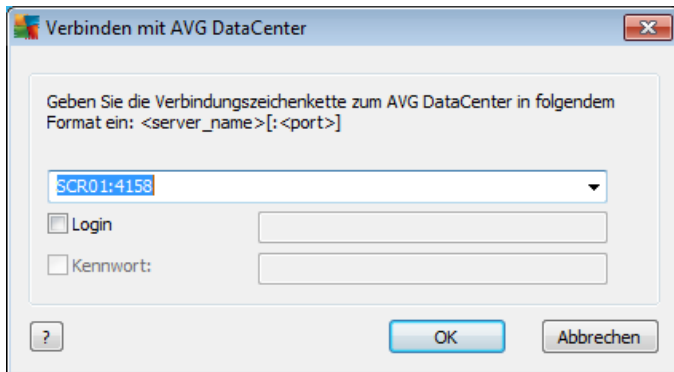 Verbinden mit AVG DataCenter
Geben Sie die Verbindungszeichenkette zum AVG DataCenter in folgendem
Format ein: <server_name>[:<port>]
SCR01:4158
Login
Kennwort:
?
OK
Abbrechen